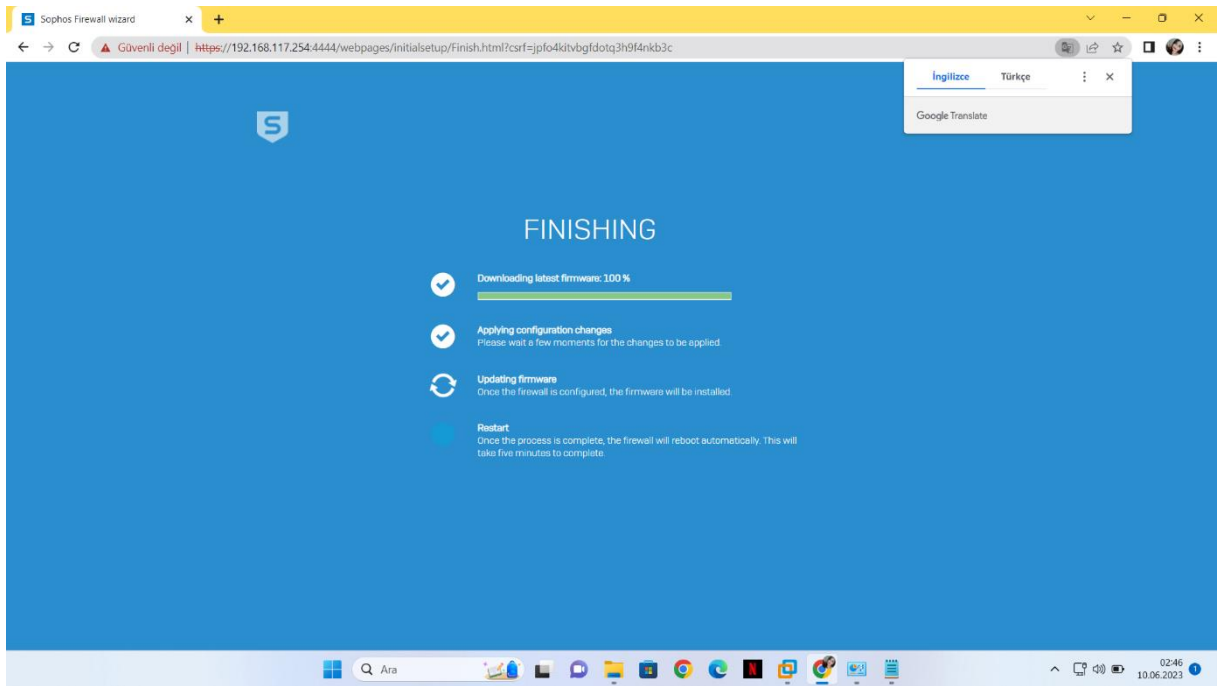 Sophos Firewall wizard
Güvenli değil
https://192.168.117.254:4444/webpages/initialsetup/Finish.html?csrf=jpfo4kitvbgfdotq3h9f4nkb3c
İngilizce
Türkçe
Google Translate
S
FINISHING
Downloading latest firmware: 100 %
Applying configuration changes
Please wait a few moments for the changes to be applied.
Updating firmware
Once the firewall is configured, the firmware will be installed.
Restart
Once the process is complete, the firewall will reboot automatically. This will
take five minutes to complete.
Ara
02:46
10.06.2023
1